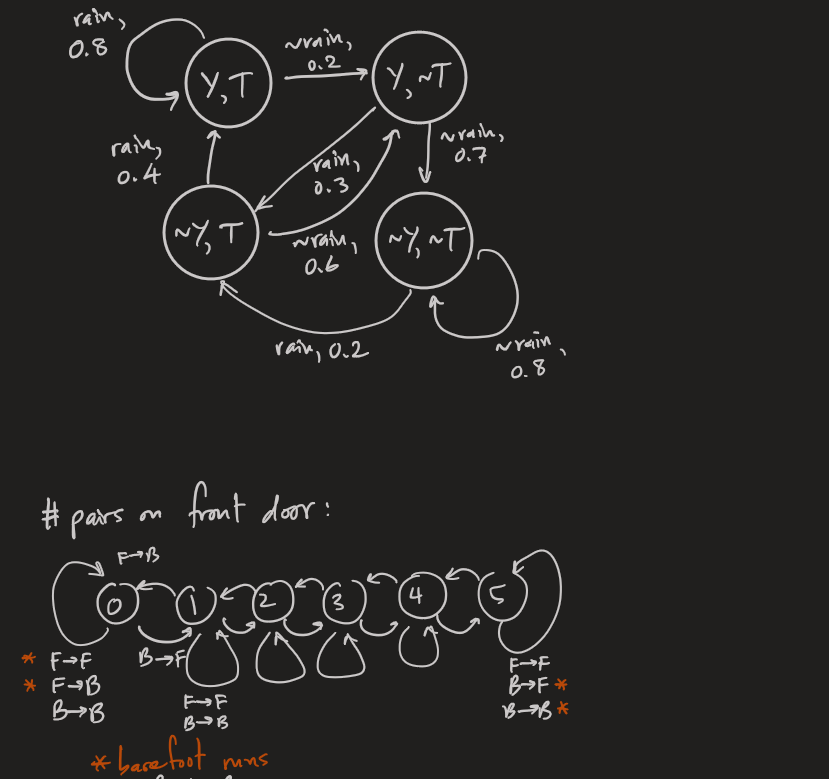 rain,
0.8
Y,T
~rain,
0.2
Y,~T
rain,
0.4
rain,
0.3
~rain,
0.7
~Y,T
~rain,
0.6
~Y,~T
rain, 0.2
~rain,
0.8
# pairs on front door:
F→B
0 1 2 3 4 5
* F→F
* F→B
B→B
B→F
F→F
B→B
F→F
B→F *
B→B *
* barefoot runs